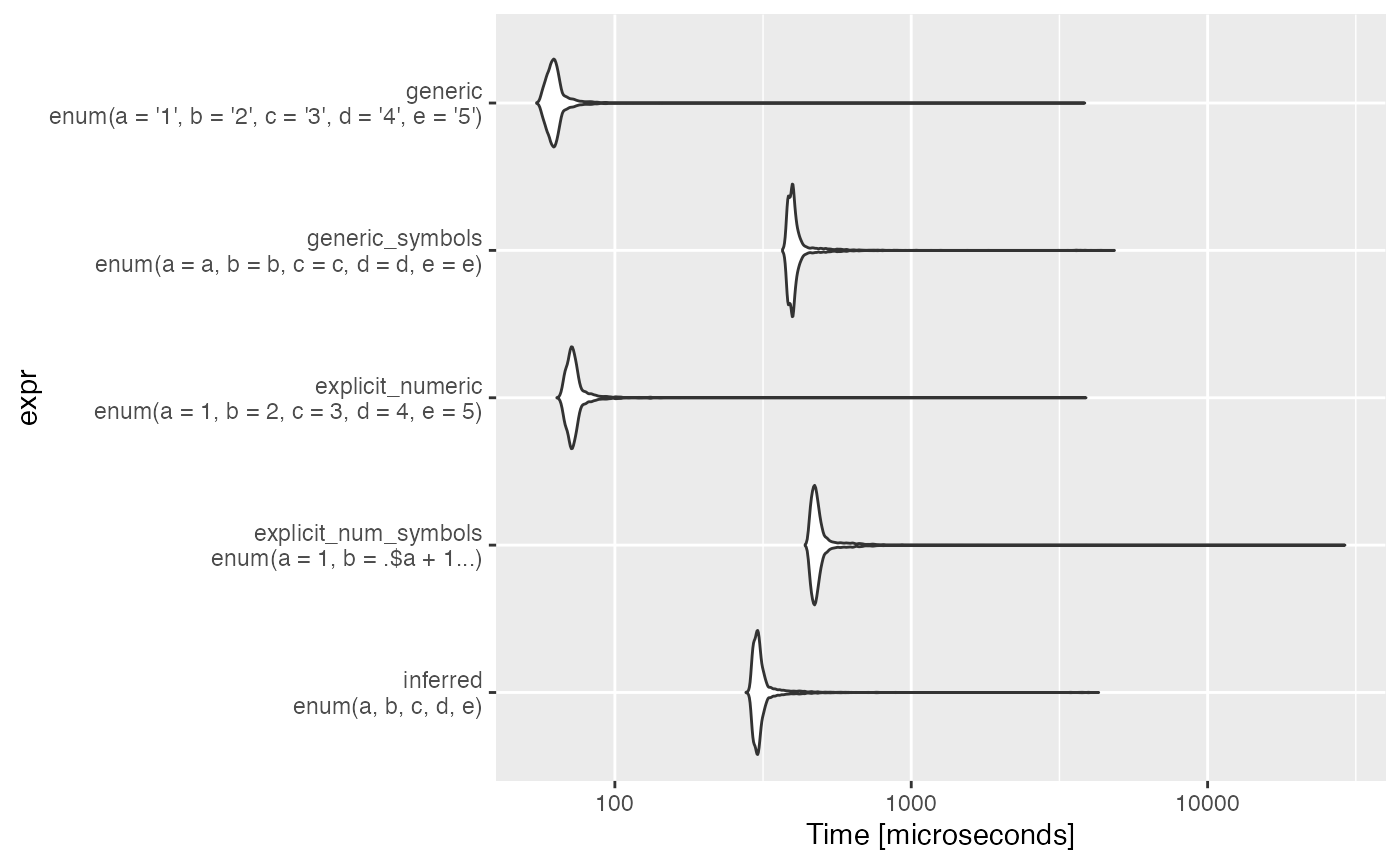 generic
enum(a = '1', b = '2', c = '3', d = '4', e = '5')
generic_symbols
enum(a = a, b = b, c = c, d = d, e = e)
explicit_numeric
enum(a = 1, b = 2, c = 3, d = 4, e = 5)
explicit_num_symbols
enum(a = 1, b = .$a + 1...)
inferred
enum(a, b, c, d, e)
expr
100
1000
10000
Time [microseconds]